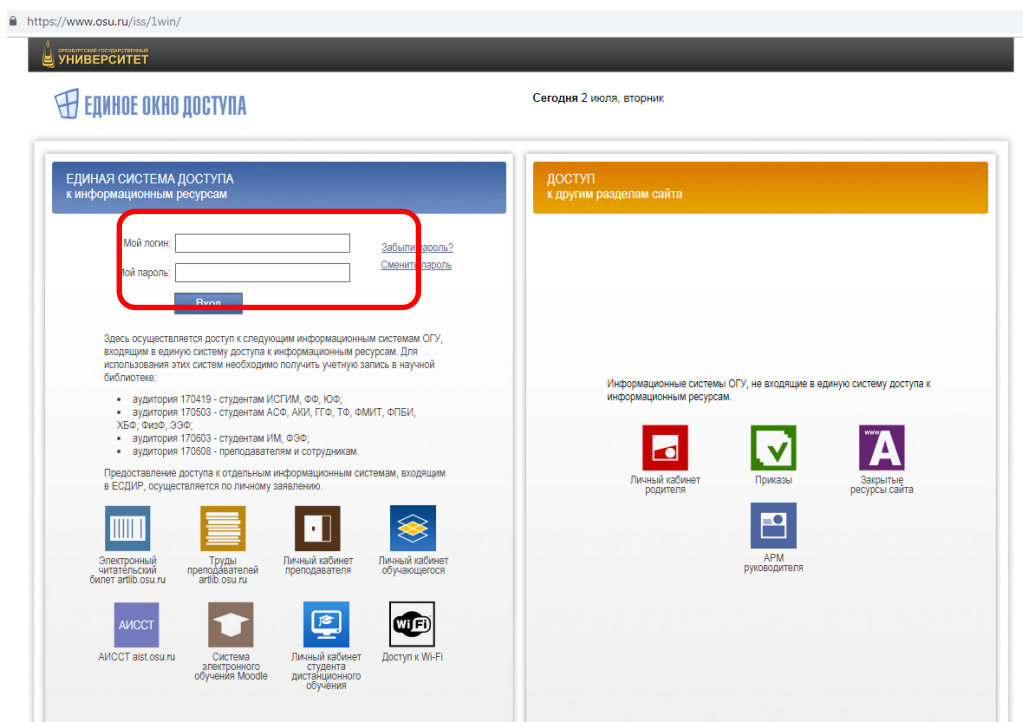 https://www.osu.ru/iss/1win/
ОРЕНБУРГСКИЙ ГОСУДАРСТВЕННЫЙ
УНИВЕРСИТЕТ
ЕДИНОЕ ОКНО ДОСТУПА
Сегодня 2 июля, вторник
ЕДИНАЯ СИСТЕМА ДОСТУПА
к информационным ресурсам
Мой логин:
Забыли пароль?
Мой пароль:
Сменить пароль
Вход
Здесь осуществляется доступ к следующим информационным системам ОГУ,
входящим в единую систему доступа к информационным ресурсам. Для
использования этих систем необходимо получить учетную запись в научной
библиотеке:
• аудитория 170419 - студентам ИСГИМ, ФФ, ЮФ;
• аудитория 170503 - студентам АСФ, АКИ, ГГФ, ТФ, ФМИТ, ФПБИ,
ХБФ, ФизФ, ЭЭФ;
• аудитория 170603 - студентам ИМ, ФЭФ;
• аудитория 170608 - преподавателям и сотрудникам.
Предоставление доступа к отдельным информационным системам, входящим
в ЕСДИР, осуществляется по личному заявлению.
Электронный
читательский
билет artlib.osu.ru
Труды
преподавателей
artlib.osu.ru
Личный кабинет
преподавателя
Личный кабинет
обучающегося
АИССТ
АИССТ aist.osu.ru
Система
электронного
обучения Moodle
Личный кабинет
студента
дистанционного
обучения
Wi Fi
Доступ к Wi-Fi
ДОСТУП
к другим разделам сайта
Информационные системы ОГУ, не входящие в единую систему доступа к
информационным ресурсам.
Личный кабинет
родителя
Приказы
www
А
Закрытые
ресурсы сайта
АРМ
руководителя